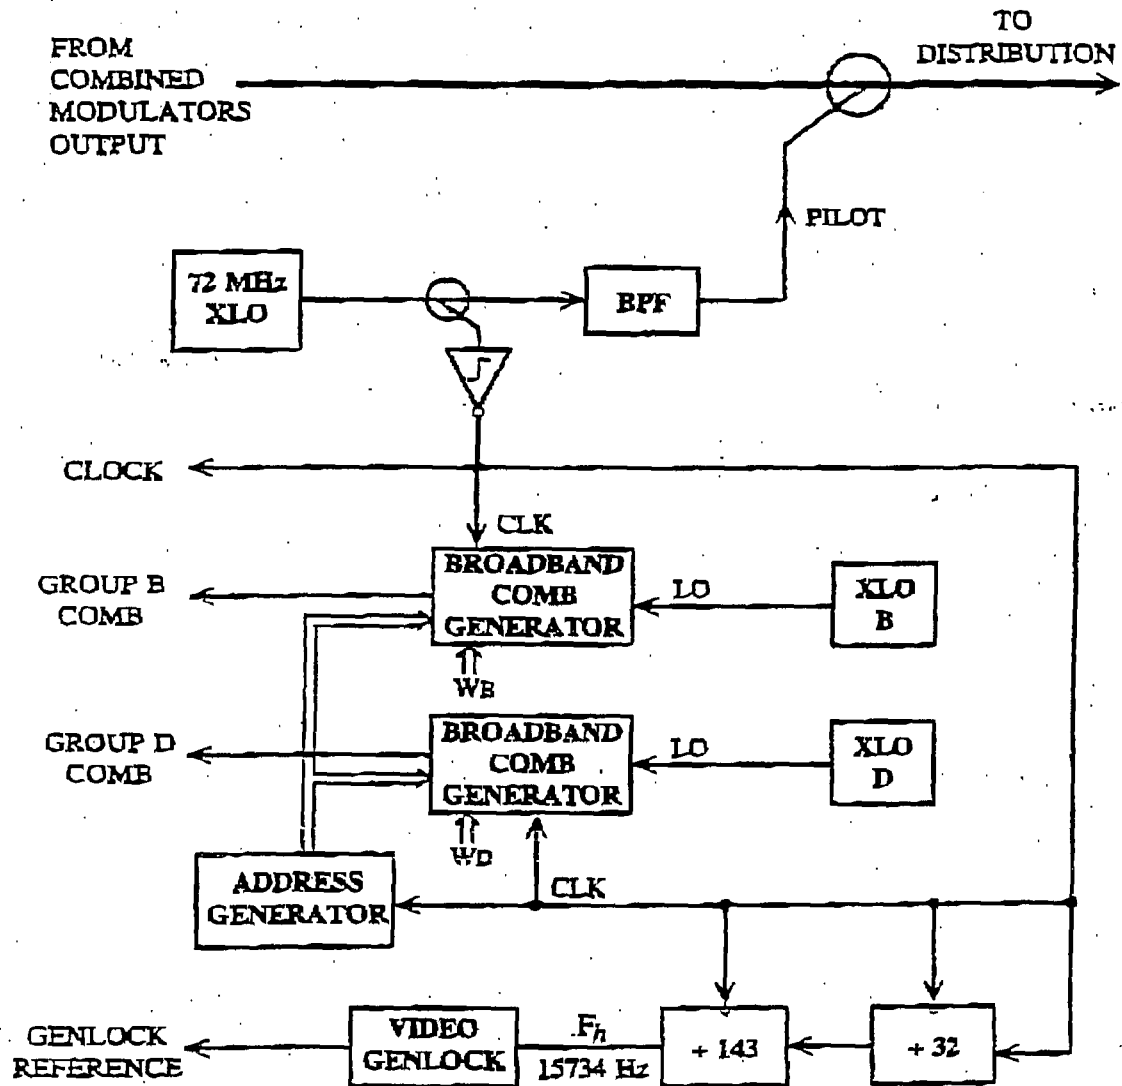 FROM
COMBINED
MODULATORS
OUTPUT
TO
DISTRIBUTION
PILOT
72 MHz
XLO
BPF
CLOCK
CLK
GROUP B
COMB
BROADBAND
COMB
GENERATOR
LO
XLO
B
WB
GROUP D
COMB
BROADBAND
COMB
GENERATOR
LO
XLO
D
WD
ADDRESS
GENERATOR
CLK
GENLOCK
REFERENCE
VIDEO
GENLOCK
Fh
15734 Hz
÷ 143
÷ 32